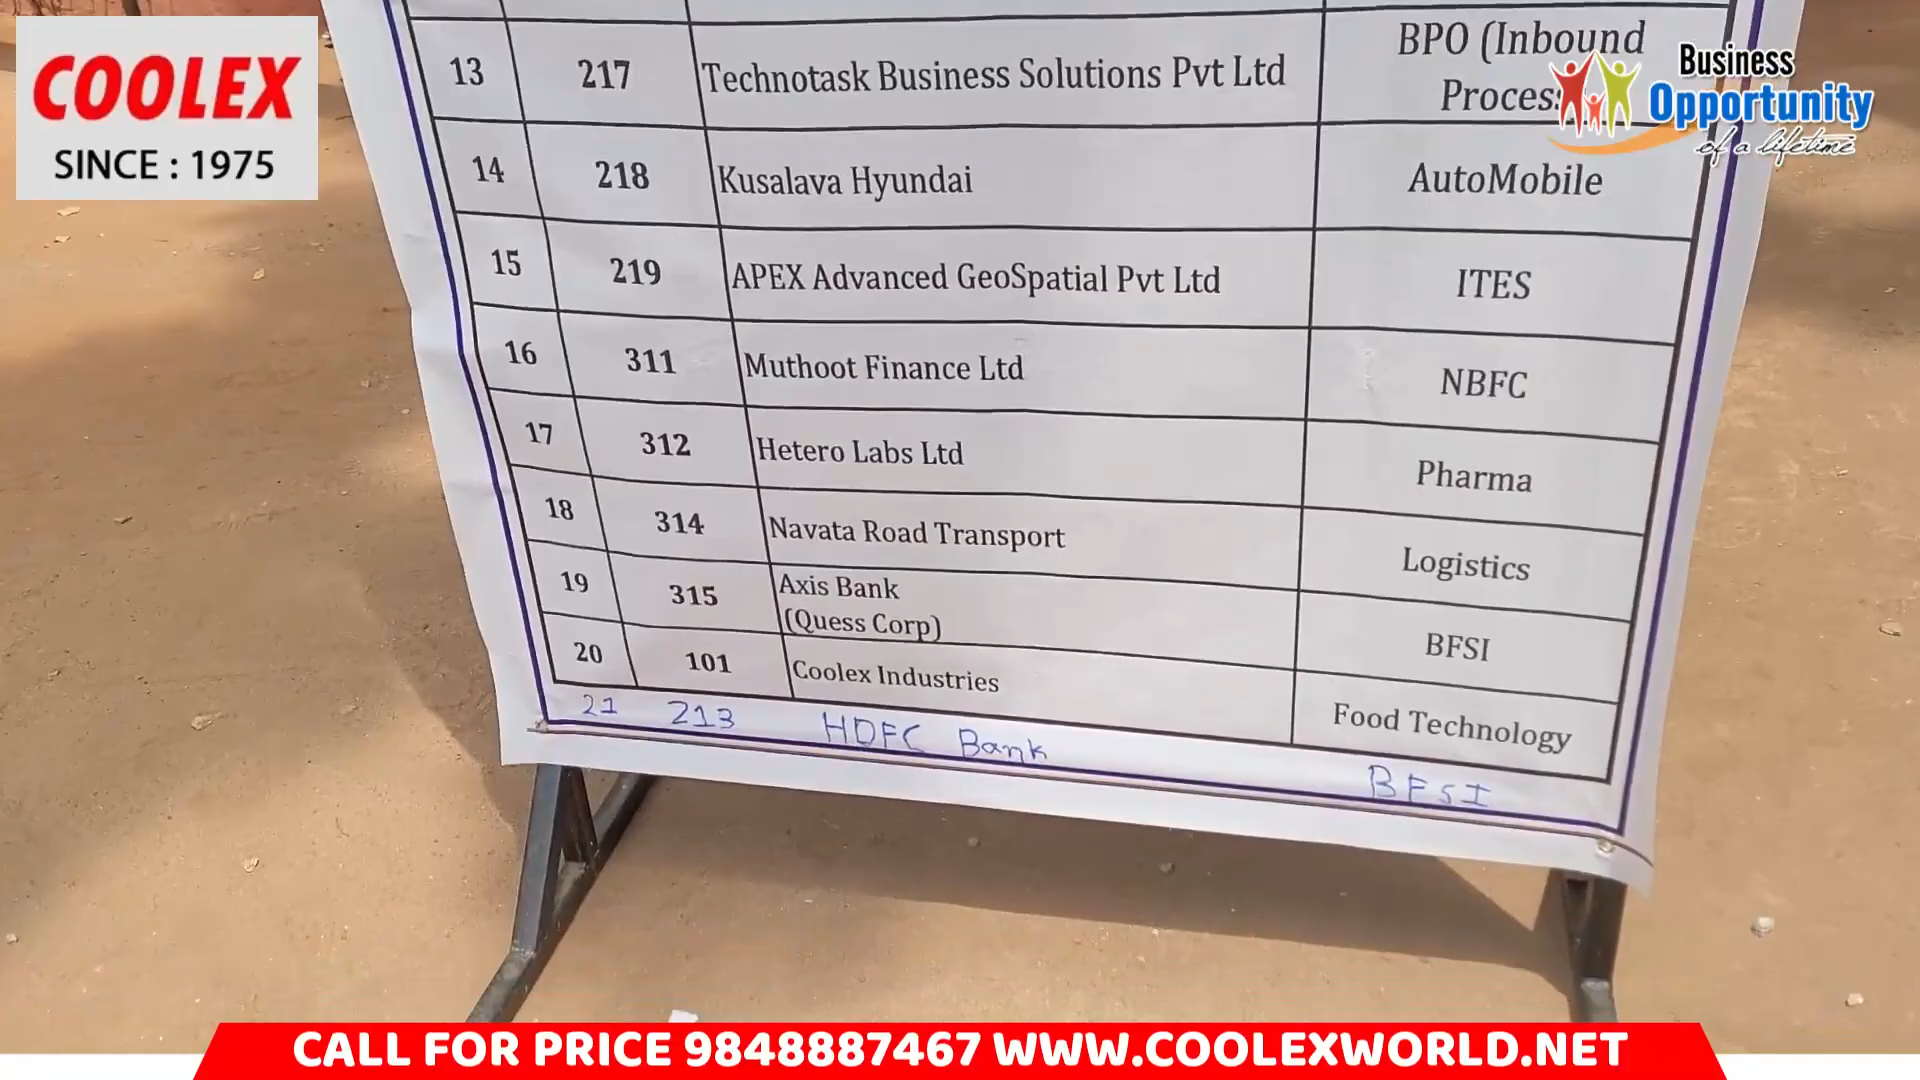 COOLEX
SINCE : 1975
Business
Opportunity
of a lifetime
13 217 Technotask Business Solutions Pvt Ltd BPO (Inbound
Process
14 218 Kusalava Hyundai AutoMobile
15 219 APEX Advanced GeoSpatial Pvt Ltd ITES
16 311 Muthoot Finance Ltd NBFC
17 312 Hetero Labs Ltd Pharma
18 314 Navata Road Transport Logistics
19 315 Axis Bank
(Quess Corp) BFSI
20 101 Coolex Industries Food Technology
21 213 HDFC Bank BFSI
CALL FOR PRICE 9848887467 WWW.COOLEXWORLD.NET